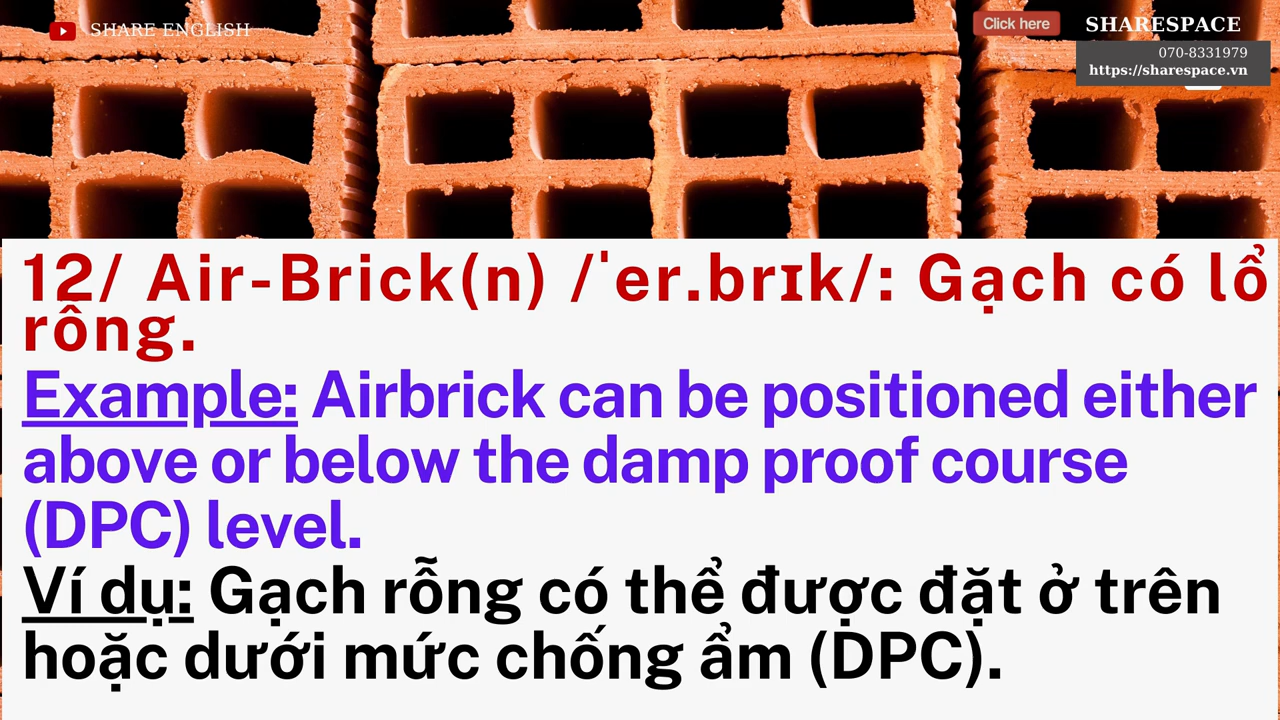 SHARE ENGLISH
Click here
SHARESPACE
070-8331979
https://sharespace.vn
12/ Air-Brick(n) /ˈer.brɪk/: Gạch có lổ
rỗng.
Example: Airbrick can be positioned either
above or below the damp proof course
(DPC) level.
Ví dụ: Gạch rỗng có thể được đặt ở trên
hoặc dưới mức chống ẩm (DPC).